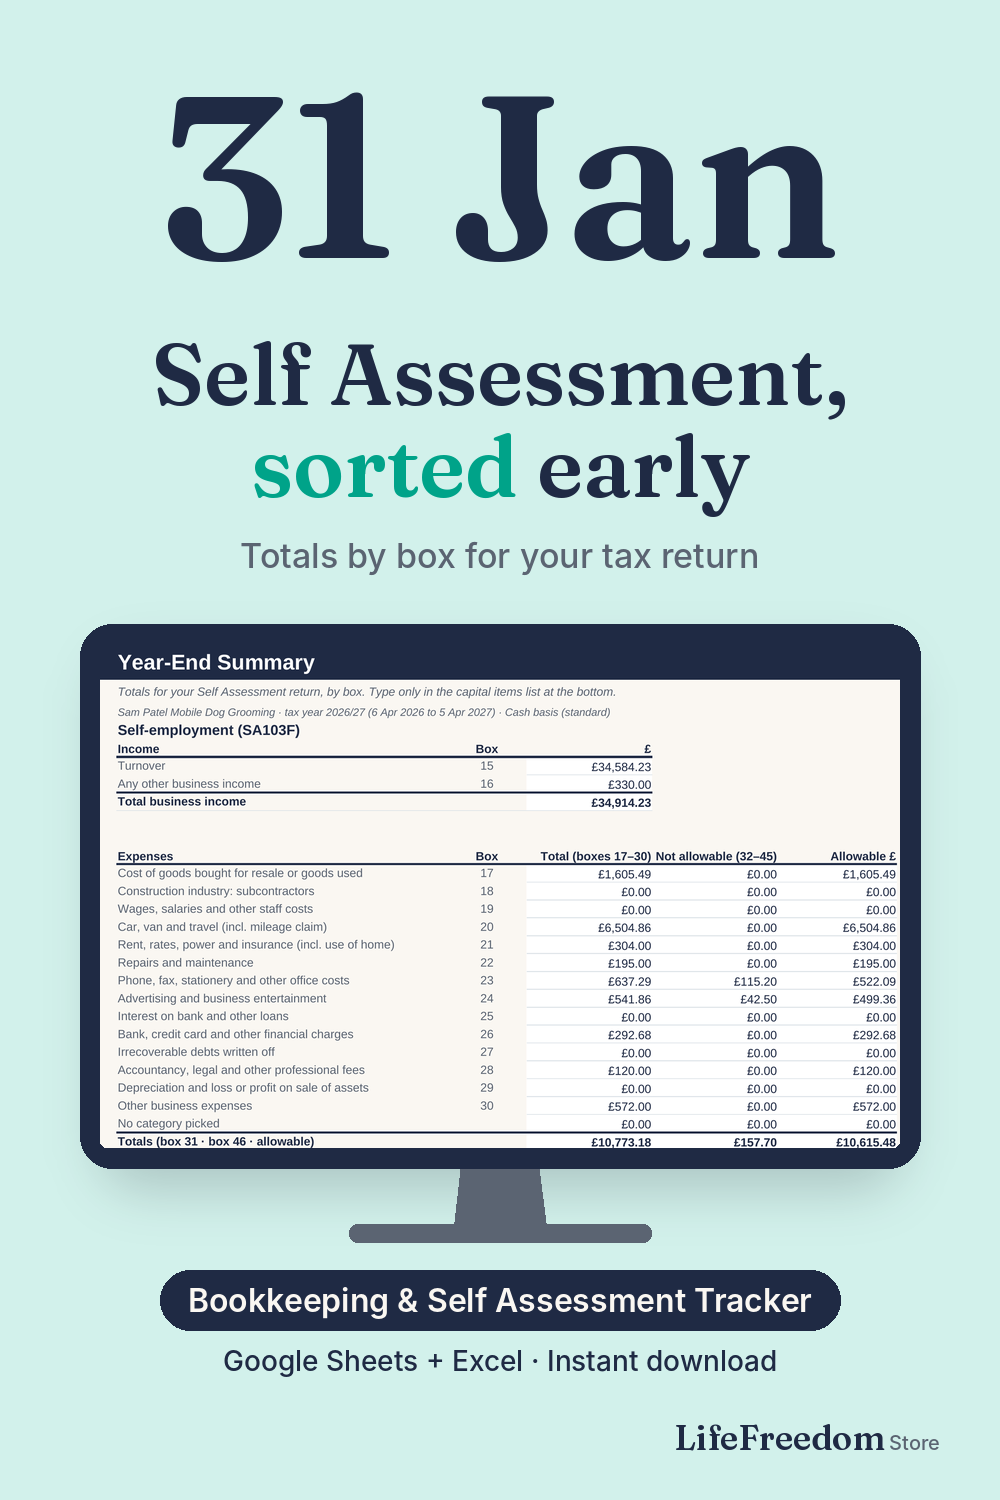 31 Jan
Self Assessment,
sorted early
Totals by box for your tax return
Year-End Summary
Totals for your Self Assessment return, by box. Type only in the capital items list at the bottom.
Sam Patel Mobile Dog Grooming · tax year 2026/27 (6 Apr 2026 to 5 Apr 2027) · Cash basis (standard)
Self-employment (SA103F)
Income Box £
Turnover 15 £34,584.23
Any other business income 16 £330.00
Total business income £34,914.23
Expenses Box Total (boxes 17–30) Not allowable (32–45) Allowable £
Cost of goods bought for resale or goods used 17 £1,605.49 £0.00 £1,605.49
Construction industry: subcontractors 18 £0.00 £0.00 £0.00
Wages, salaries and other staff costs 19 £0.00 £0.00 £0.00
Car, van and travel (incl. mileage claim) 20 £6,504.86 £0.00 £6,504.86
Rent, rates, power and insurance (incl. use of home) 21 £304.00 £0.00 £304.00
Repairs and maintenance 22 £195.00 £0.00 £195.00
Phone, fax, stationery and other office costs 23 £637.29 £115.20 £522.09
Advertising and business entertainment 24 £541.86 £42.50 £499.36
Interest on bank and other loans 25 £0.00 £0.00 £0.00
Bank, credit card and other financial charges 26 £292.68 £0.00 £292.68
Irrecoverable debts written off 27 £0.00 £0.00 £0.00
Accountancy, legal and other professional fees 28 £120.00 £0.00 £120.00
Depreciation and loss or profit on sale of assets 29 £0.00 £0.00 £0.00
Other business expenses 30 £572.00 £0.00 £572.00
No category picked £0.00 £0.00 £0.00
Totals (box 31 · box 46 · allowable) £10,773.18 £157.70 £10,615.48
Bookkeeping & Self Assessment Tracker
Google Sheets + Excel · Instant download
LifeFreedom Store